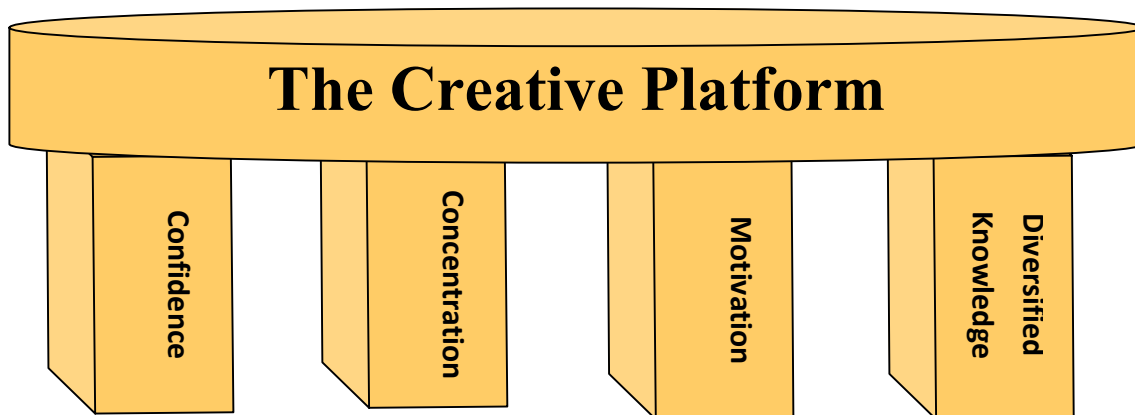 The Creative Platform
Confidence
Concentration
Motivation
Diversified
Knowledge